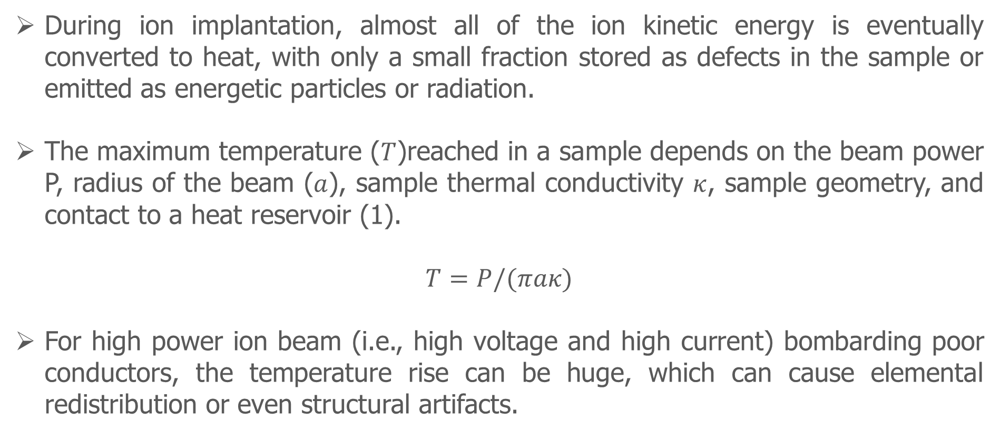 ➢ During ion implantation, almost all of the ion kinetic energy is eventually
converted to heat, with only a small fraction stored as defects in the sample or
emitted as energetic particles or radiation.
➢ The maximum temperature (𝑇)reached in a sample depends on the beam power
P, radius of the beam (𝑎), sample thermal conductivity 𝜅, sample geometry, and
contact to a heat reservoir (1).
𝑇 = 𝑃/(𝜋𝑎𝜅)
➢ For high power ion beam (i.e., high voltage and high current) bombarding poor
conductors, the temperature rise can be huge, which can cause elemental
redistribution or even structural artifacts.